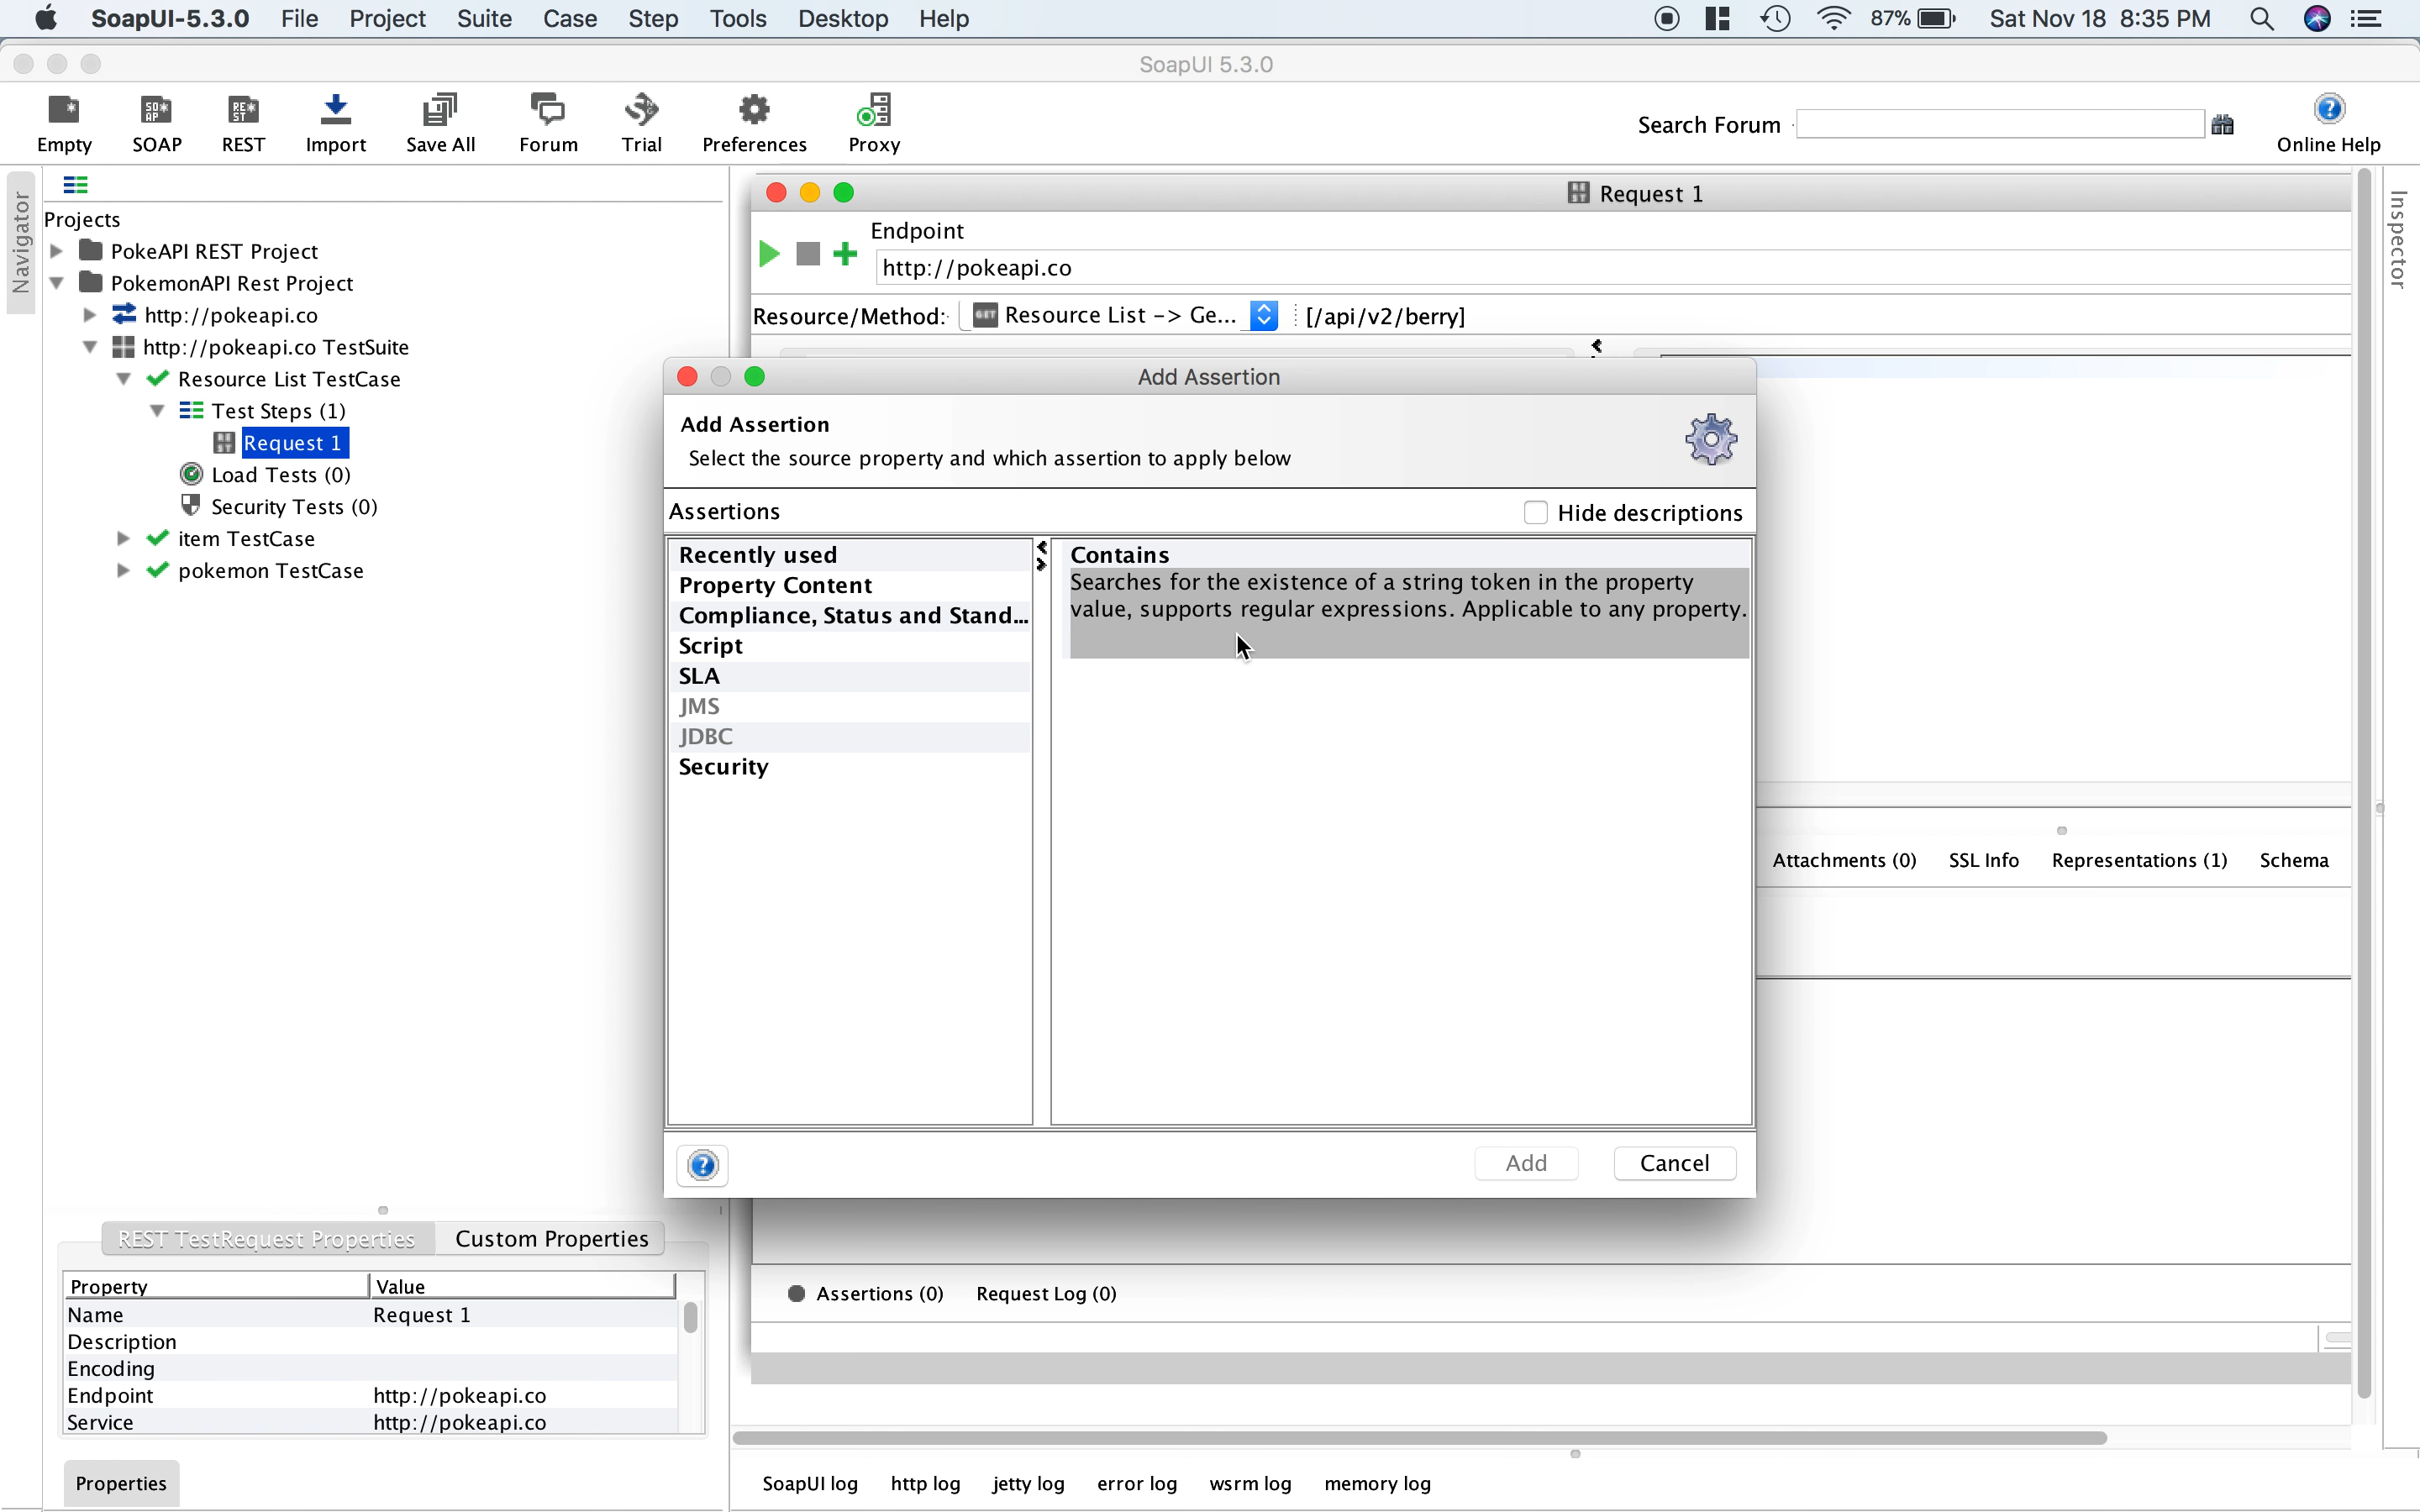 SoapUI-5.3.0 File Project Suite Case Step Tools Desktop Help 87% Sat Nov 18 8:35 PM
SoapUI 5.3.0
Empty SOAP REST Import Save All Forum Trial Preferences Proxy Search Forum Online Help
Navigator
Inspector
Projects
PokeAPI REST Project
PokemonAPI Rest Project
http://pokeapi.co
http://pokeapi.co TestSuite
Resource List TestCase
Test Steps (1)
Request 1
Load Tests (0)
Security Tests (0)
item TestCase
pokemon TestCase
Request 1
Endpoint
http://pokeapi.co
Resource/Method: GET Resource List -> Ge... [/api/v2/berry]
Add Assertion
Add Assertion
Select the source property and which assertion to apply below
Assertions Hide descriptions
Recently used
Property Content
Compliance, Status and Stand...
Script
SLA
JMS
JDBC
Security
Contains
Searches for the existence of a string token in the property
value, supports regular expressions. Applicable to any property.
Add Cancel
Attachments (0) SSL Info Representations (1) Schema
Assertions (0) Request Log (0)
REST TestRequest Properties Custom Properties
Property Value
Name Request 1
Description
Encoding
Endpoint http://pokeapi.co
Service http://pokeapi.co
Properties
SoapUI log http log jetty log error log wsrm log memory log